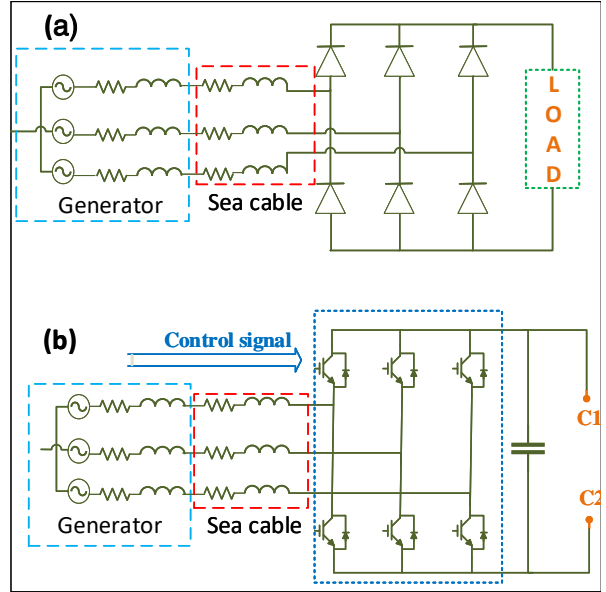 (a)
L
O
A
D
Generator
Sea cable
(b)
Control signal
C1
C2
Generator
Sea cable